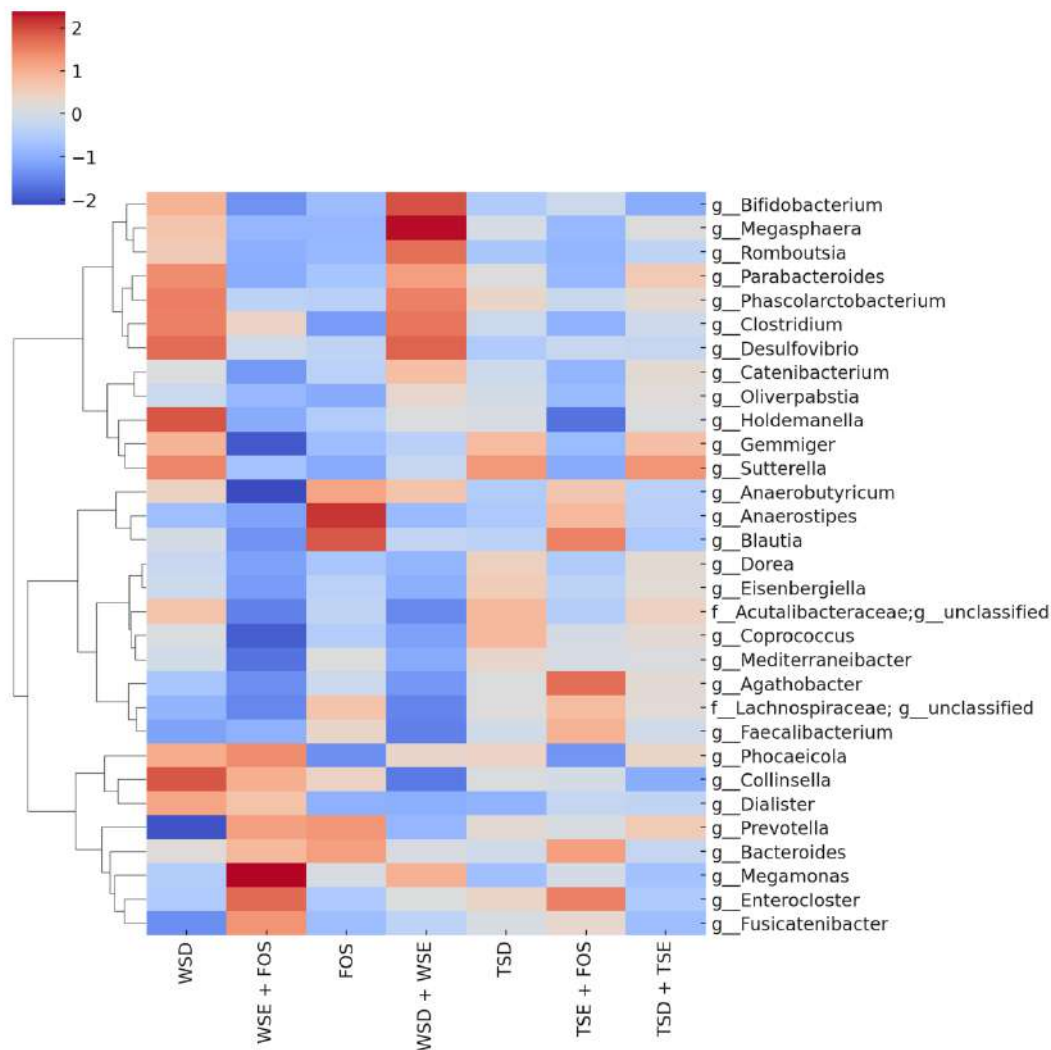 2
1
0
−1
−2
g__Bifidobacterium
g__Megasphaera
g__Romboutsia
g__Parabacteroides
g__Phascolarctobacterium
g__Clostridium
g__Desulfovibrio
g__Catenibacterium
g__Oliverpabstia
g__Holdemanella
g__Gemmiger
g__Sutterella
g__Anaerobutyricum
g__Anaerostipes
g__Blautia
g__Dorea
g__Eisenbergiella
f__Acutalibacteraceae;g__unclassified
g__Coprococcus
g__Mediterraneibacter
g__Agathobacter
f__Lachnospiraceae; g__unclassified
g__Faecalibacterium
g__Phocaeicola
g__Collinsella
g__Dialister
g__Prevotella
g__Bacteroides
g__Megamonas
g__Enterocloster
g__Fusicatenibacter
WSD
WSE + FOS
FOS
WSD + WSE
TSD
TSE + FOS
TSD + TSE